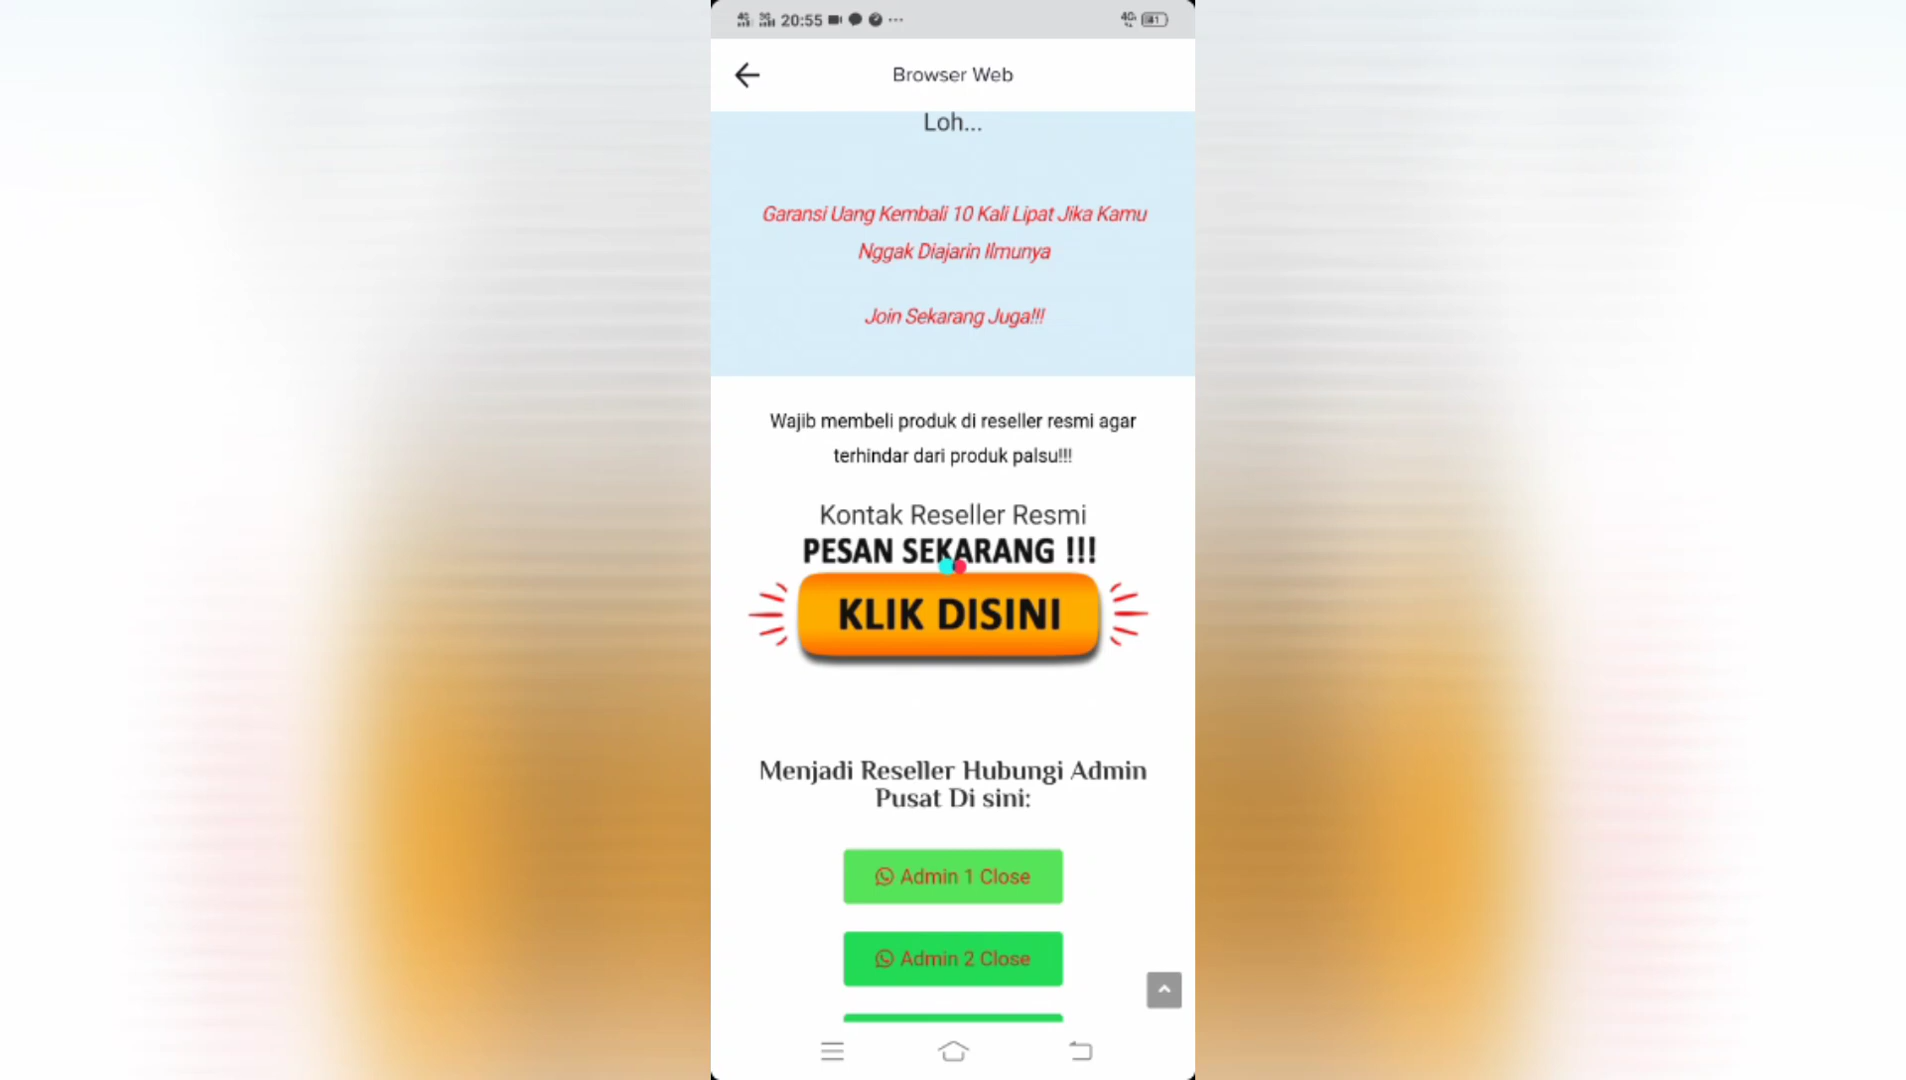 20:55
41
Browser Web
Loh...
Garansi Uang Kembali 10 Kali Lipat Jika Kamu
Nggak Diajarin Ilmunya
Join Sekarang Juga!!!
Wajib membeli produk di reseller resmi agar
terhindar dari produk palsu!!!
Kontak Reseller Resmi
PESAN SEKARANG !!!
KLIK DISINI
Menjadi Reseller Hubungi Admin
Pusat Di sini:
Admin 1 Close
Admin 2 Close